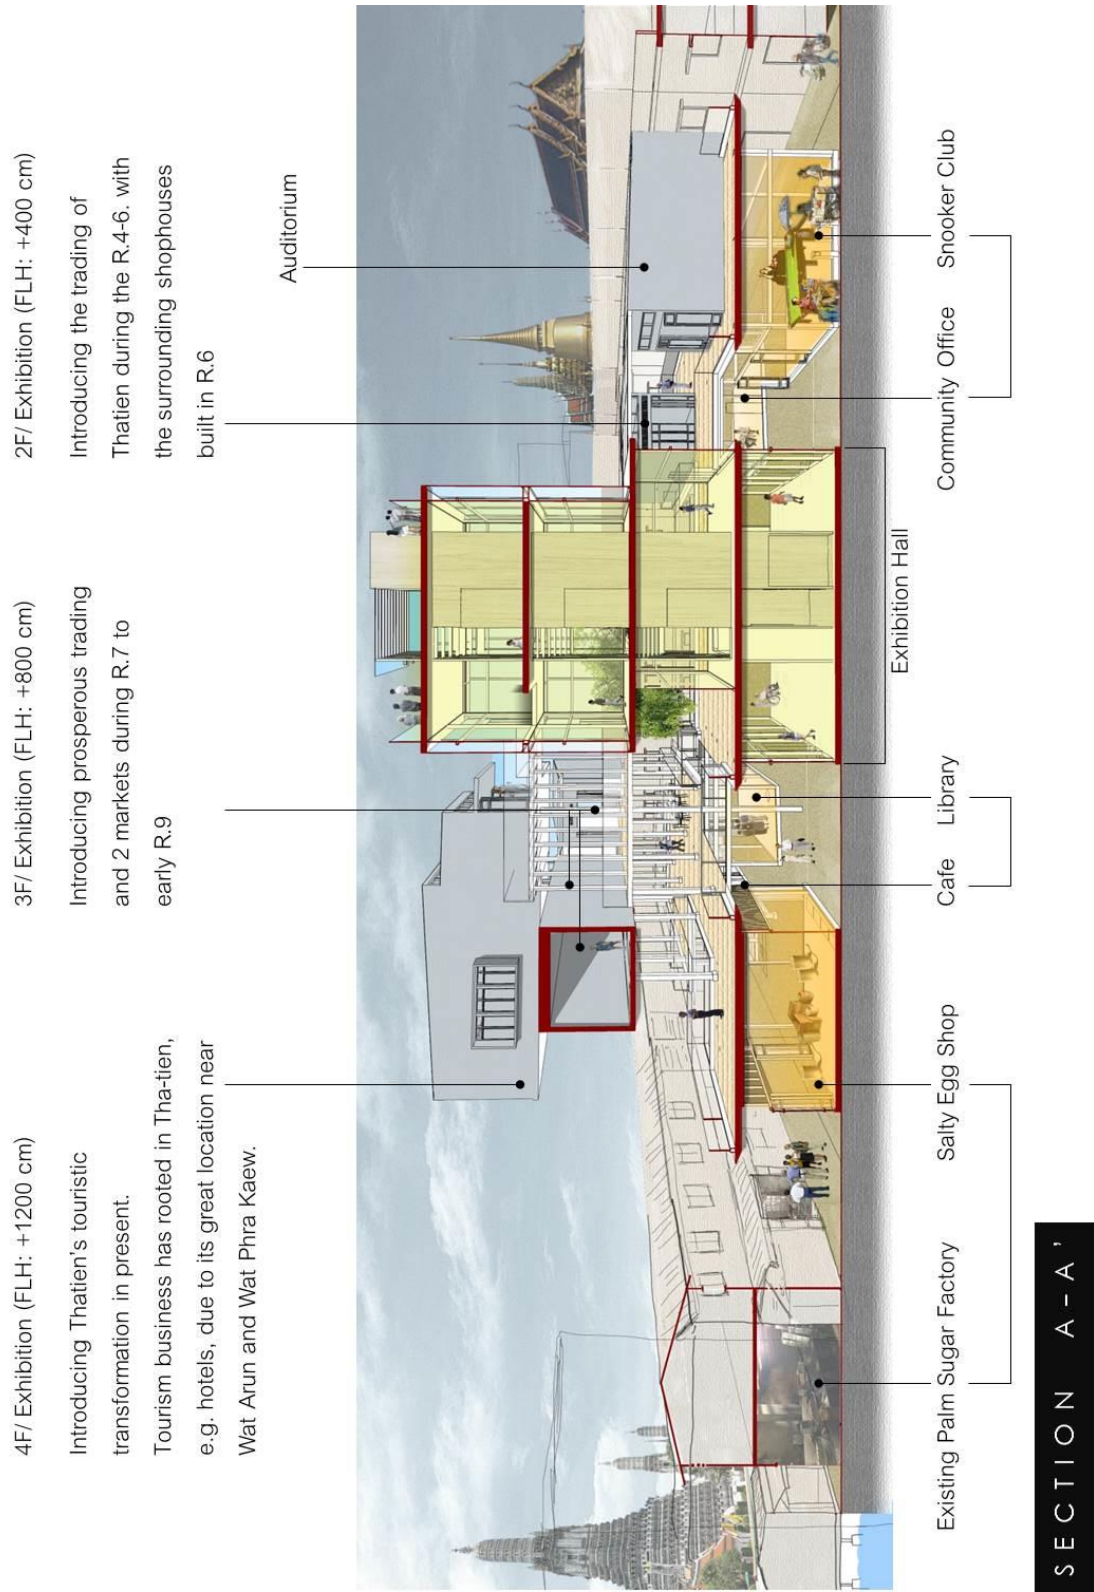 4F/ Exhibition (FLH: +1200 cm)
Introducing Thatien's touristic
transformation in present.
Tourism business has rooted in Tha-tien,
e.g. hotels, due to its great location near
Wat Arun and Wat Phra Kaew.
3F/ Exhibition (FLH: +800 cm)
Introducing prosperous trading
and 2 markets during R.7 to
early R.9
2F/ Exhibition (FLH: +400 cm)
Introducing the trading of
Thatien during the R.4-6. with
the surrounding shophouses
built in R.6
Auditorium
Exhibition Hall
Existing Palm Sugar Factory
Salty Egg Shop
Cafe
Library
Community Office
Snooker Club
SECTION A-A'